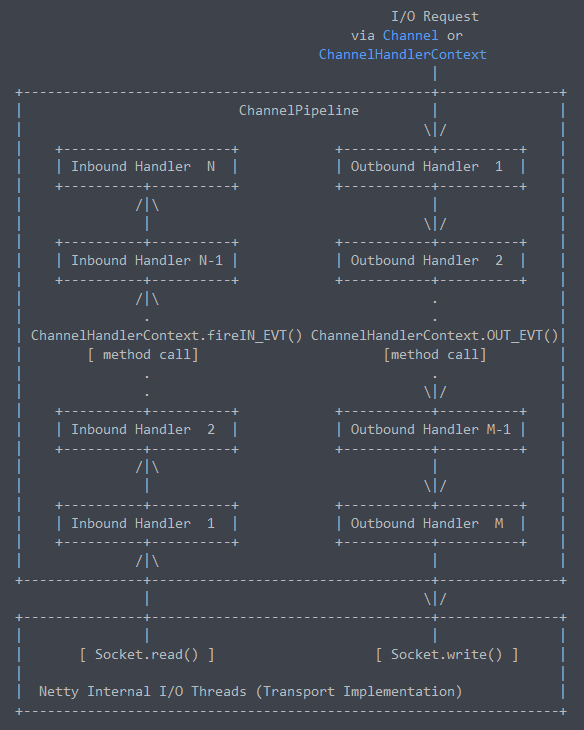 I/O Request
via Channel or
ChannelHandlerContext
ChannelPipeline
Inbound Handler  N    Outbound Handler  1
Inbound Handler N-1    Outbound Handler  2
ChannelHandlerContext.fireIN_EVT() ChannelHandlerContext.OUT_EVT()
[ method call]    [method call]
Inbound Handler  2    Outbound Handler M-1
Inbound Handler  1    Outbound Handler  M
[ Socket.read() ]    [ Socket.write() ]
Netty Internal I/O Threads (Transport Implementation)